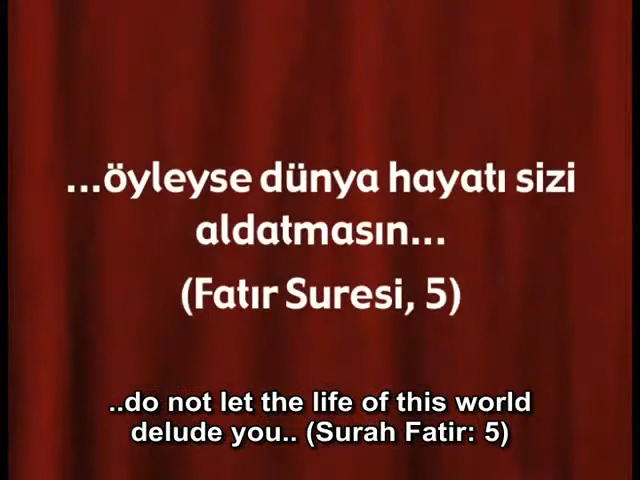 ...öyleyse dünya hayatı sizi
aldatmasın...
(Fatır Suresi, 5)
..do not let the life of this world
delude you.. (Surah Fatir: 5)